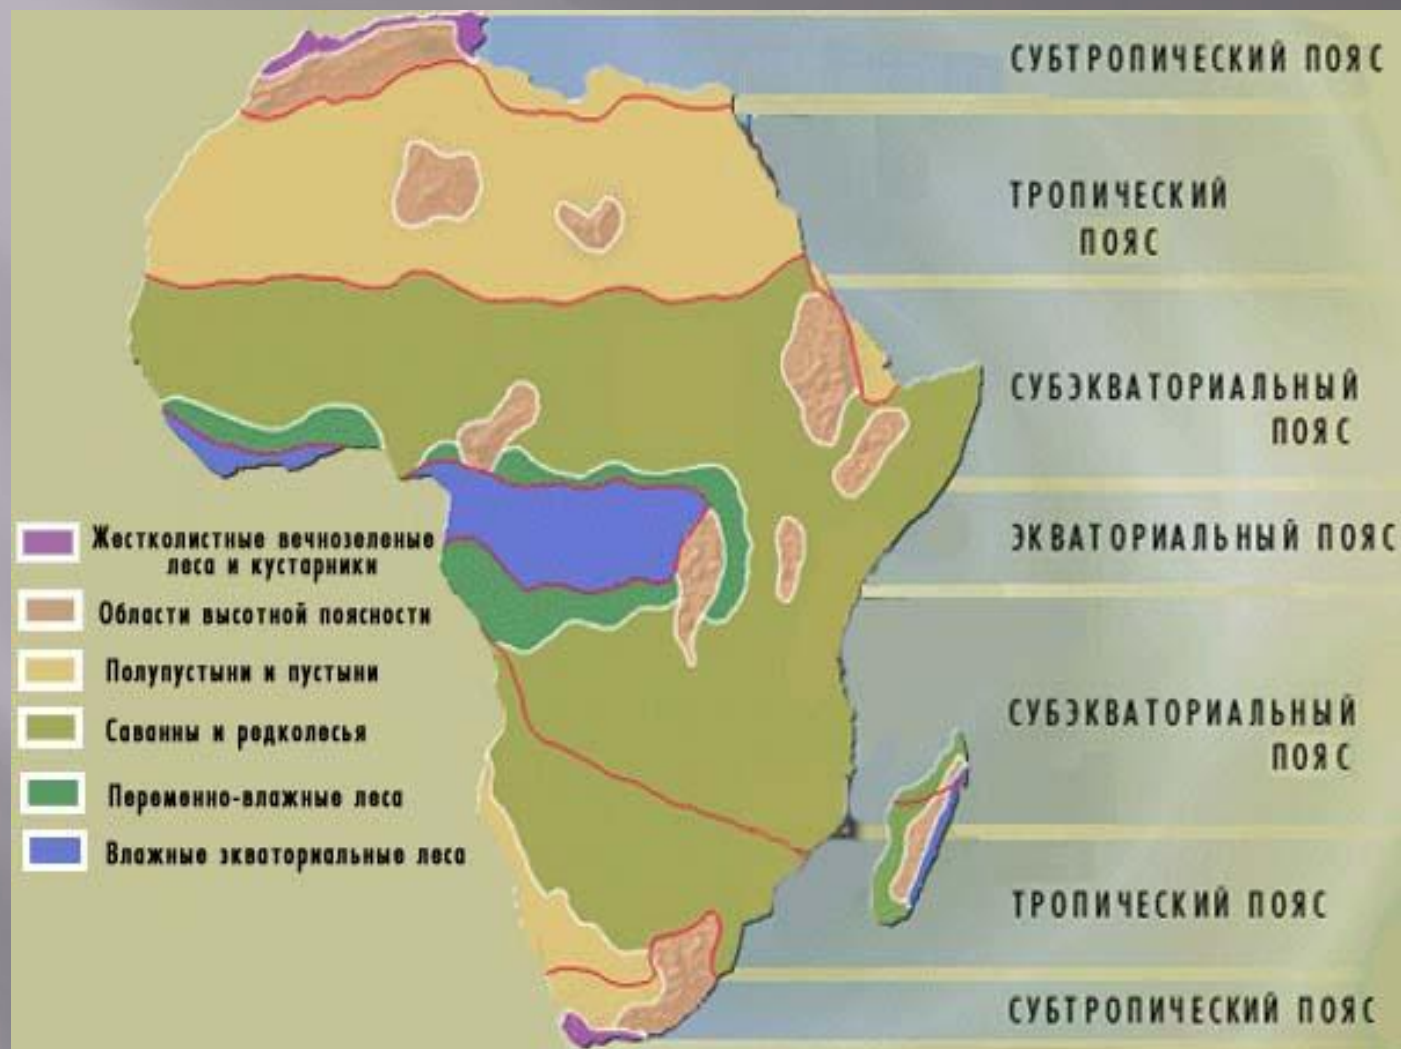 СУБТРОПИЧЕСКИЙ ПОЯС
ТРОПИЧЕСКИЙ
ПОЯС
СУБЭКВАТОРИАЛЬНЫЙ
ПОЯС
ЭКВАТОРИАЛЬНЫЙ ПОЯС
СУБЭКВАТОРИАЛЬНЫЙ
ПОЯС
ТРОПИЧЕСКИЙ ПОЯС
СУБТРОПИЧЕСКИЙ ПОЯС
Жестколистные вечнозеленые
леса и кустарники
Области высотной поясности
Полупустыни и пустыни
Саванны и редколесья
Переменно-влажные леса
Влажные экваториальные леса